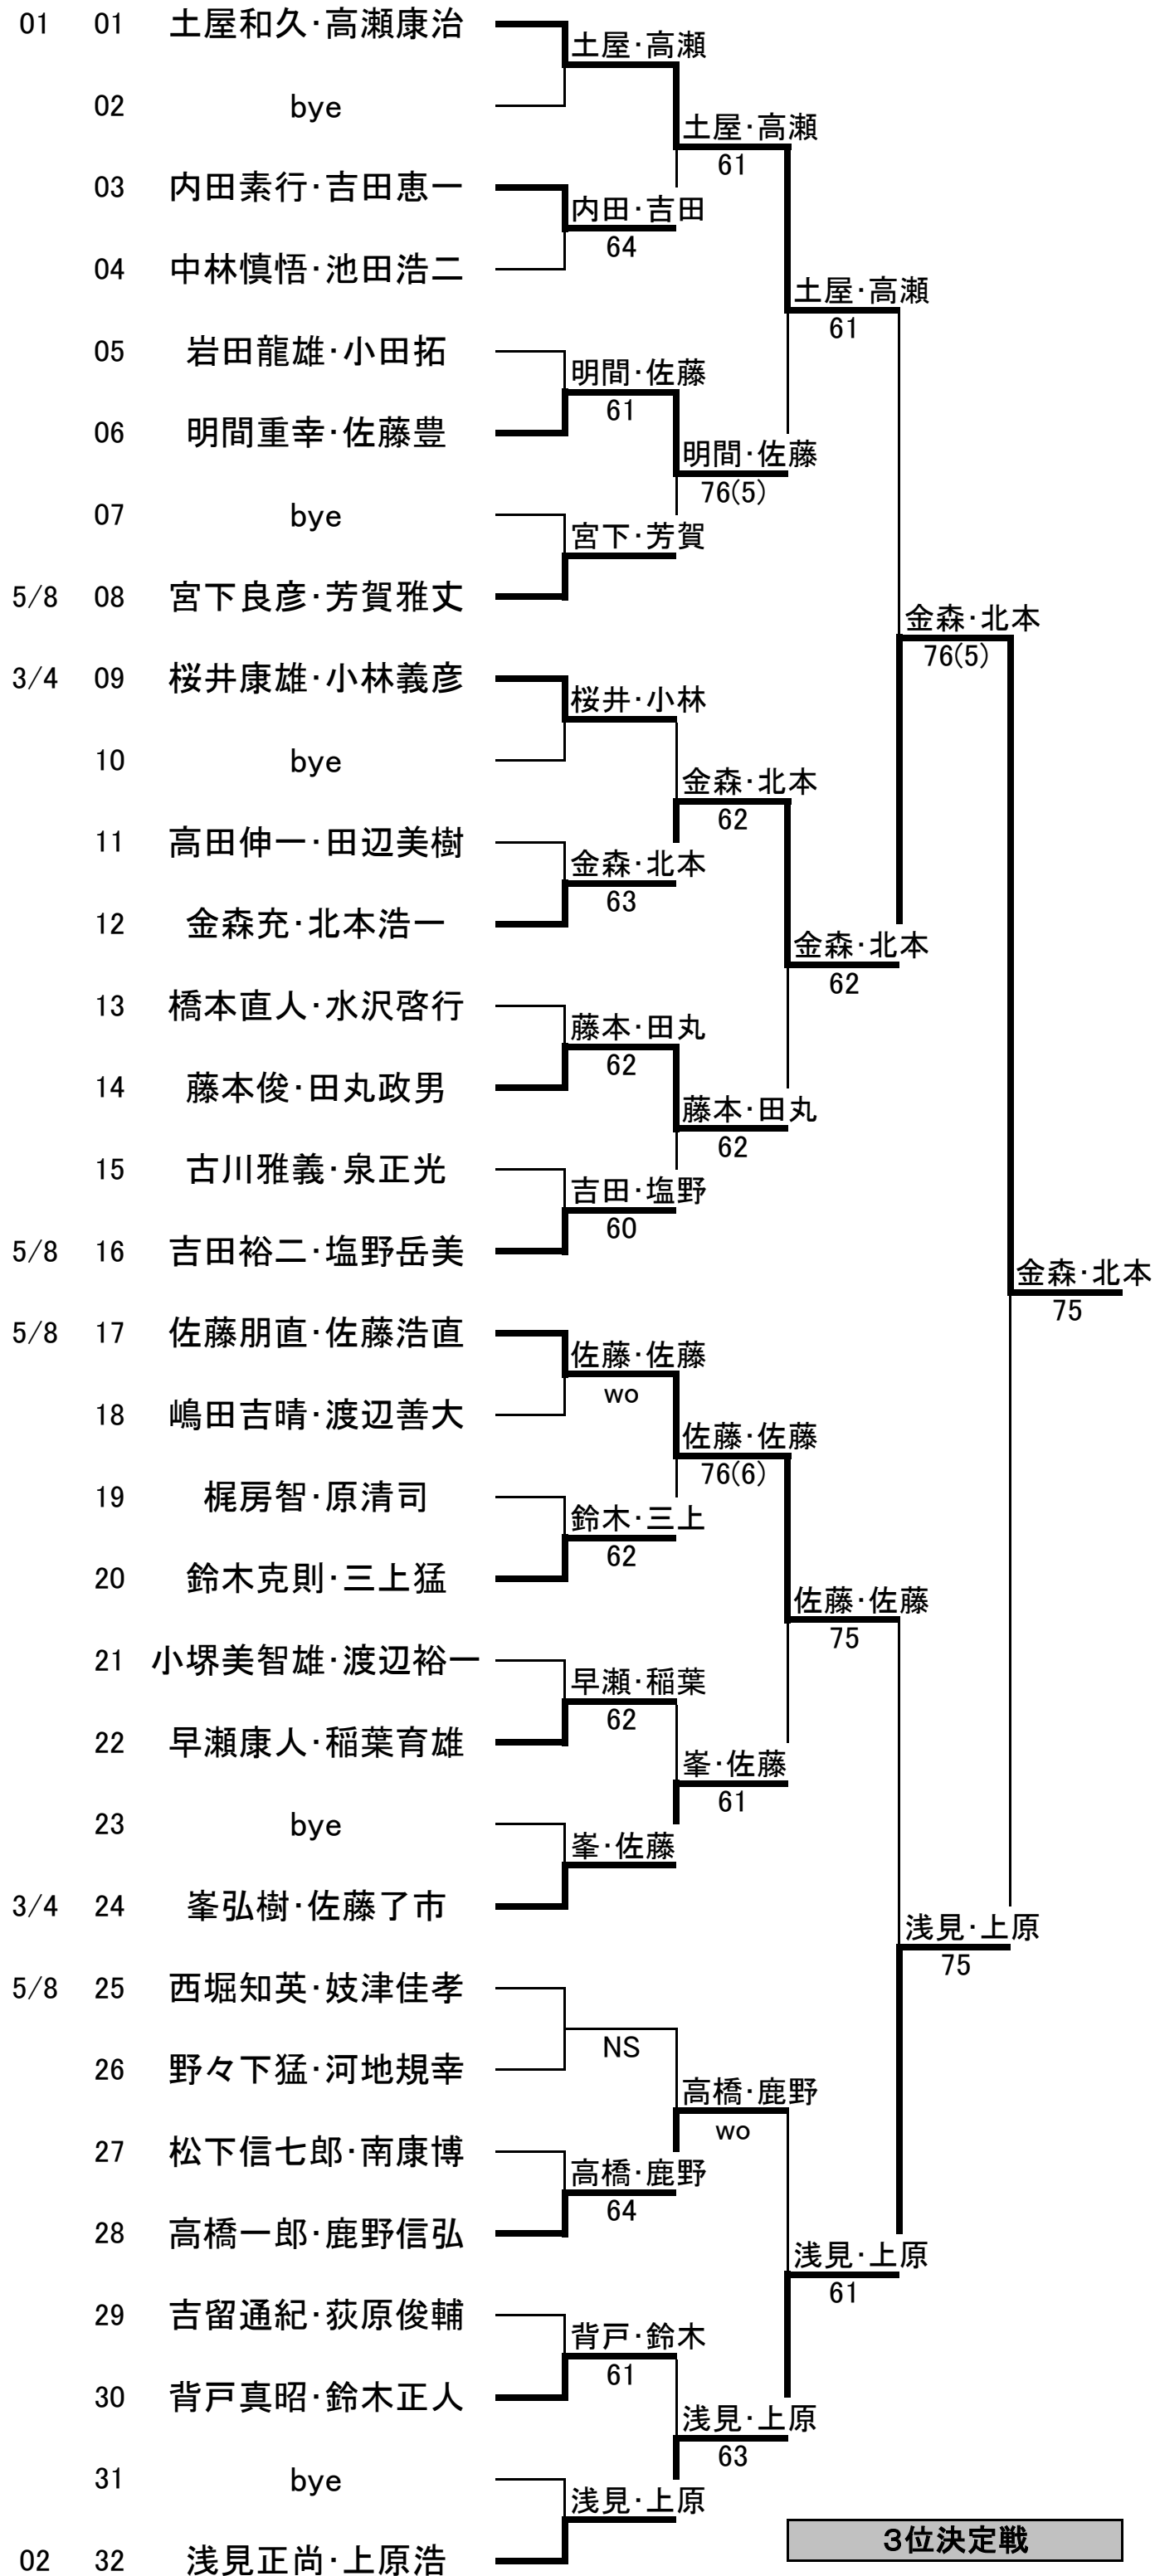 01 01 土屋和久・高瀬康治
土屋・高瀬
02 bye
土屋・高瀬
61
03 内田素行・吉田恵一
内田・吉田
64
04 中林慎悟・池田浩二
土屋・高瀬
61
05 岩田龍雄・小田拓
明間・佐藤
61
06 明間重幸・佐藤豊
明間・佐藤
76(5)
07 bye
宮下・芳賀
5/8 08 宮下良彦・芳賀雅丈
金森・北本
76(5)
3/4 09 桜井康雄・小林義彦
桜井・小林
10 bye
金森・北本
62
11 高田伸一・田辺美樹
金森・北本
63
12 金森充・北本浩一
金森・北本
62
13 橋本直人・水沢啓行
藤本・田丸
62
14 藤本俊・田丸政男
藤本・田丸
62
15 古川雅義・泉正光
吉田・塩野
60
5/8 16 吉田裕二・塩野岳美
金森・北本
75
5/8 17 佐藤朋直・佐藤浩直
佐藤・佐藤
wo
18 嶋田吉晴・渡辺善大
佐藤・佐藤
76(6)
19 梶房智・原清司
鈴木・三上
62
20 鈴木克則・三上猛
佐藤・佐藤
75
21 小堺美智雄・渡辺裕一
早瀬・稲葉
62
22 早瀬康人・稲葉育雄
峯・佐藤
61
23 bye
峯・佐藤
3/4 24 峯弘樹・佐藤了市
浅見・上原
75
5/8 25 西堀知英・妓津佳孝
NS
26 野々下猛・河地規幸
高橋・鹿野
wo
27 松下信七郎・南康博
高橋・鹿野
64
28 高橋一郎・鹿野信弘
浅見・上原
61
29 吉留通紀・荻原俊輔
背戸・鈴木
61
30 背戸真昭・鈴木正人
浅見・上原
63
31 bye
浅見・上原
02 32 浅見正尚・上原浩
3位決定戦